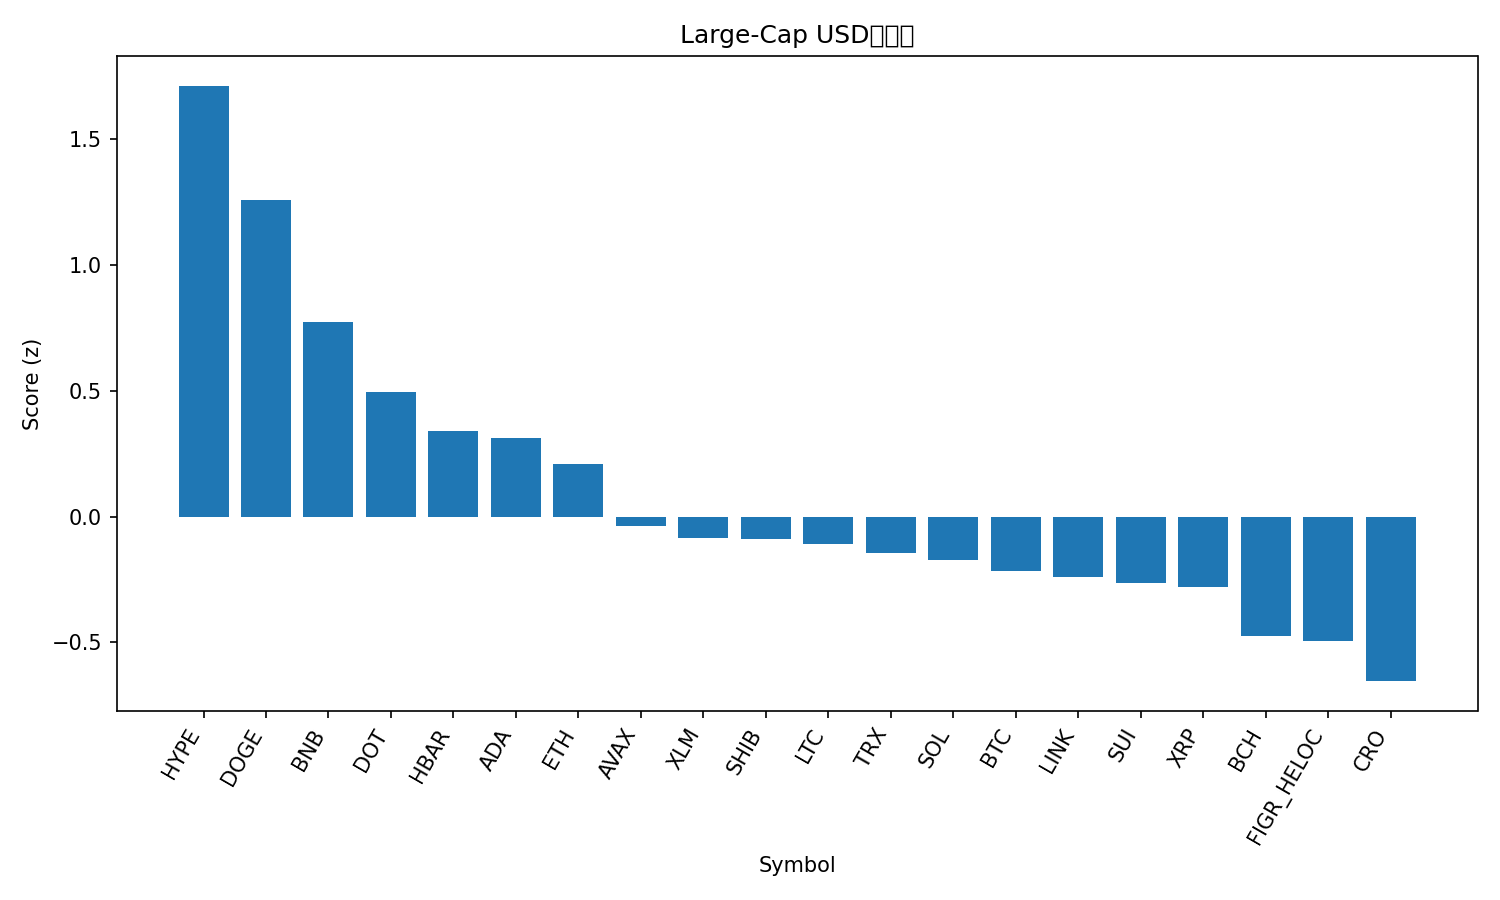 Large-Cap USD
Score (z)
1.5
1.0
0.5
0.0
−0.5
HYPE
DOGE
BNB
DOT
HBAR
ADA
ETH
AVAX
XLM
SHIB
LTC
TRX
SOL
BTC
LINK
SUI
XRP
BCH
FIGR_HELOC
CRO
Symbol